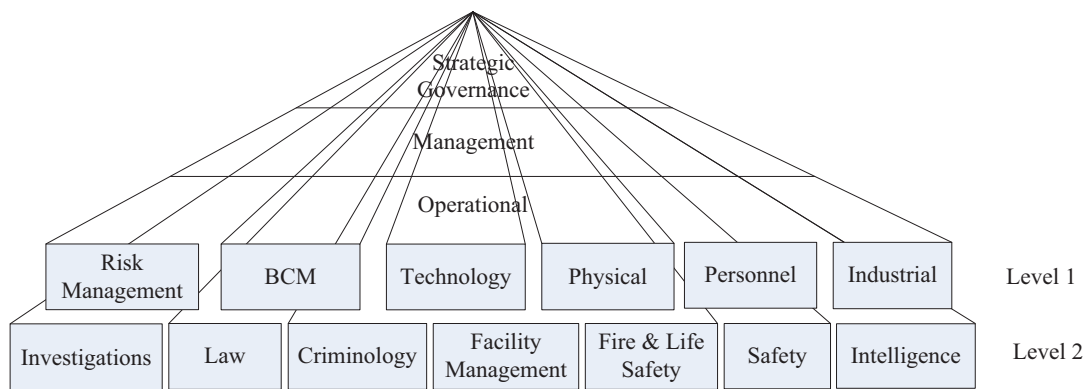 Strategic
Governance
Management
Operational
Risk
Management
BCM
Technology
Physical
Personnel
Industrial
Level 1
Investigations
Law
Criminology
Facility
Management
Fire & Life
Safety
Safety
Intelligence
Level 2